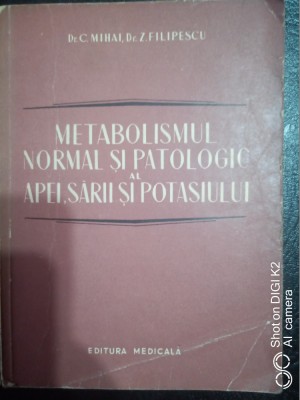 Dr. C. MIHAI, Dr. Z. FILIPESCU
METABOLISMUL
NORMAL ȘI PATOLOGIC
AL
APEI, SĂRII ȘI POTASIULUI
EDITURA MEDICALĂ
Shot on DIGI K2
AI camera